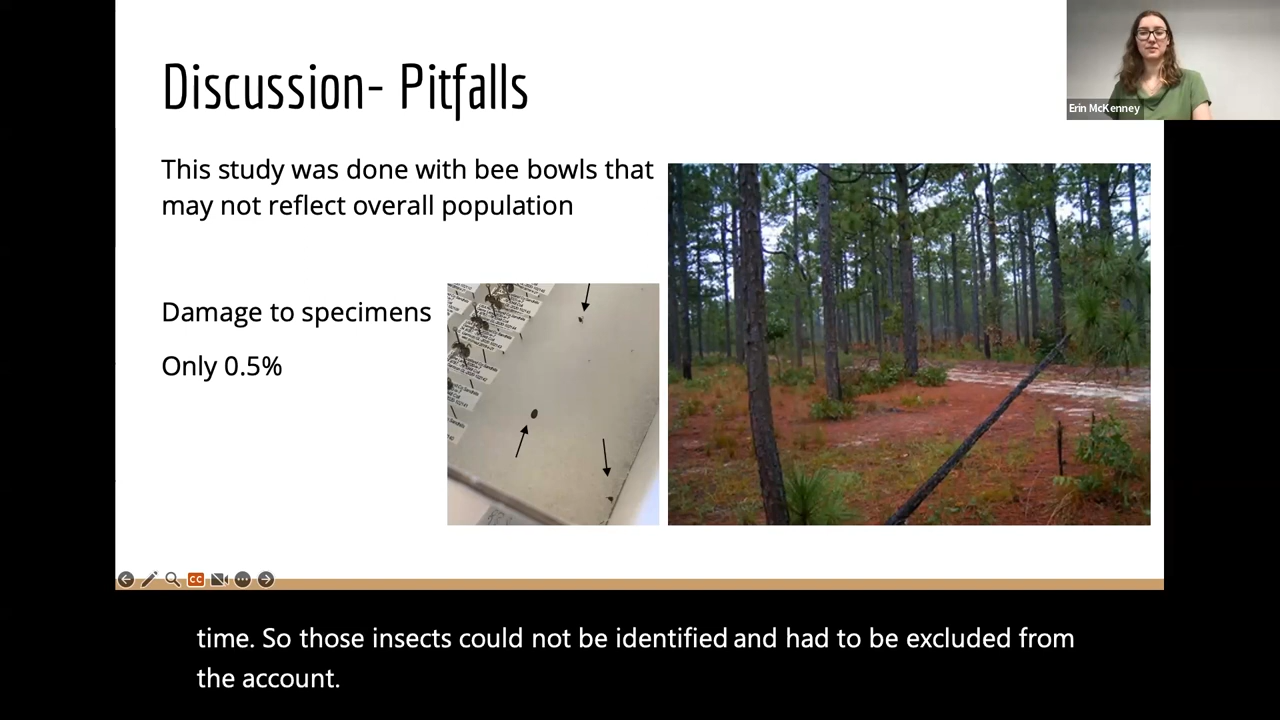 Discussion- Pitfalls
Erin McKenney
This study was done with bee bowls that
may not reflect overall population
Damage to specimens
Only 0.5%
CC
time. So those insects could not be identified and had to be excluded from
the account.